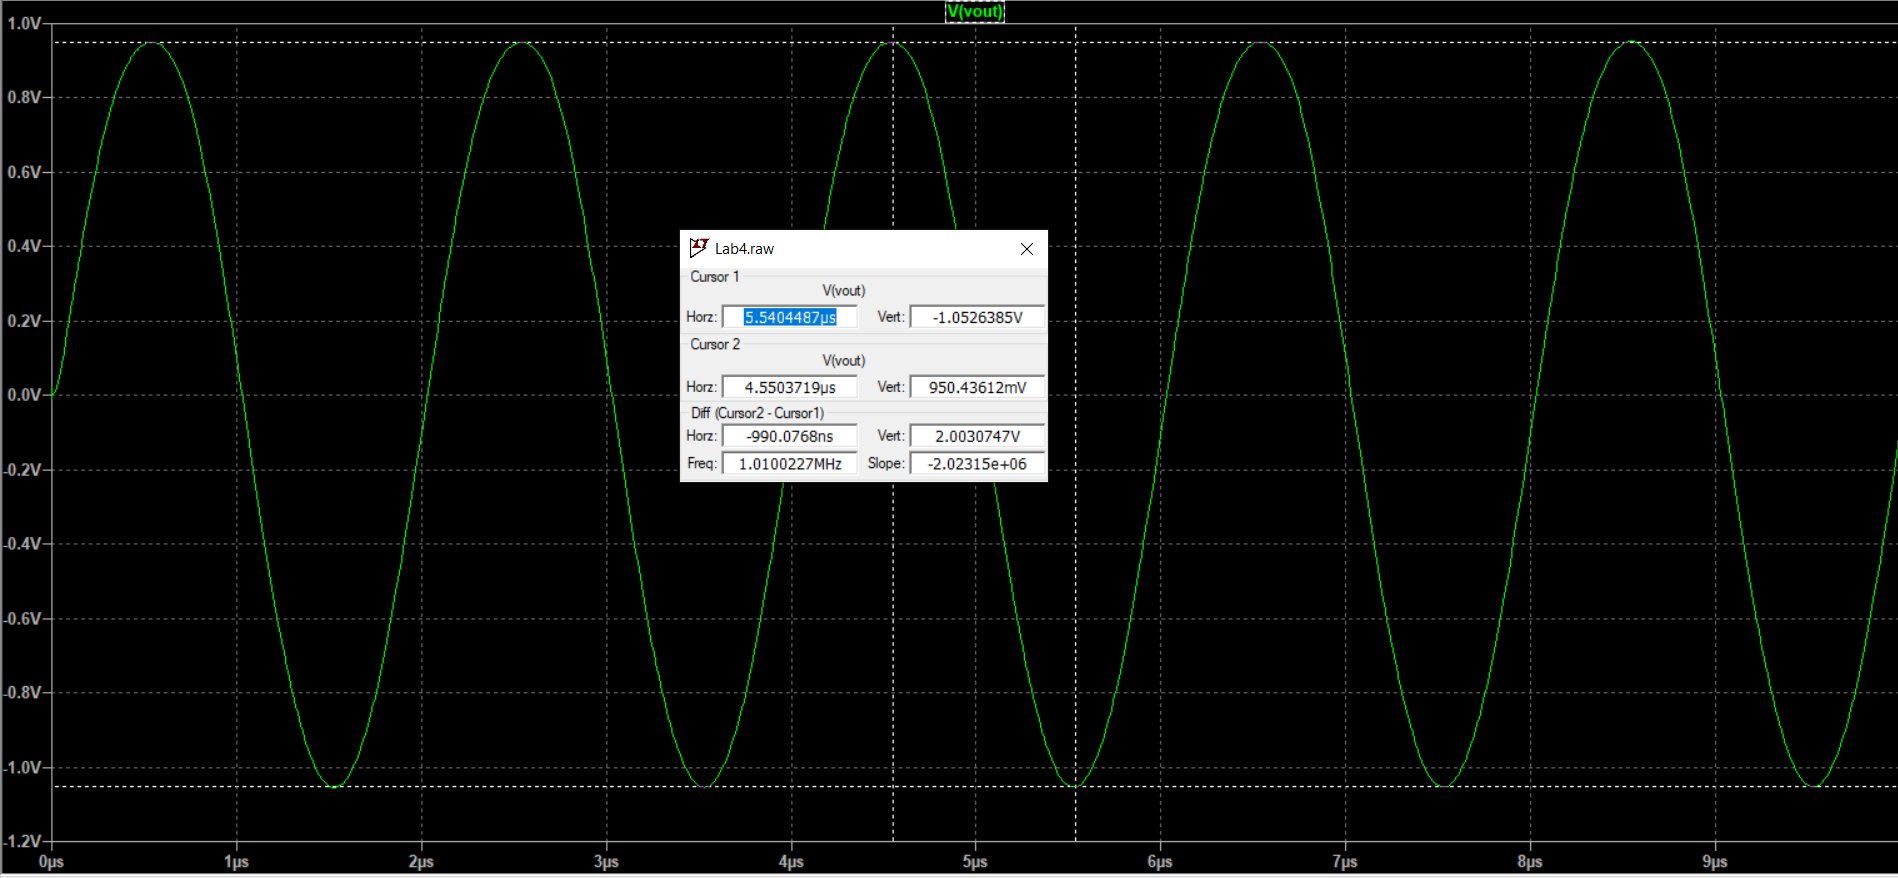 V(vout)
1.0V
0.8V
0.6V
0.4V
0.2V
0.0V
-0.2V
-0.4V
-0.6V
-0.8V
-1.0V
-1.2V
Lab4.raw
Cursor 1
V(vout)
Horz: 5.5404487µs Vert: -1.0526385V
Cursor 2
V(vout)
Horz: 4.5503719µs Vert: 950.43612mV
Diff (Cursor2 - Cursor1)
Horz: -990.0768ns Vert: 2.0030747V
Freq: 1.0100227MHz Slope: -2.02315e+06
0µs 1µs 2µs 3µs 4µs 5µs 6µs 7µs 8µs 9µs